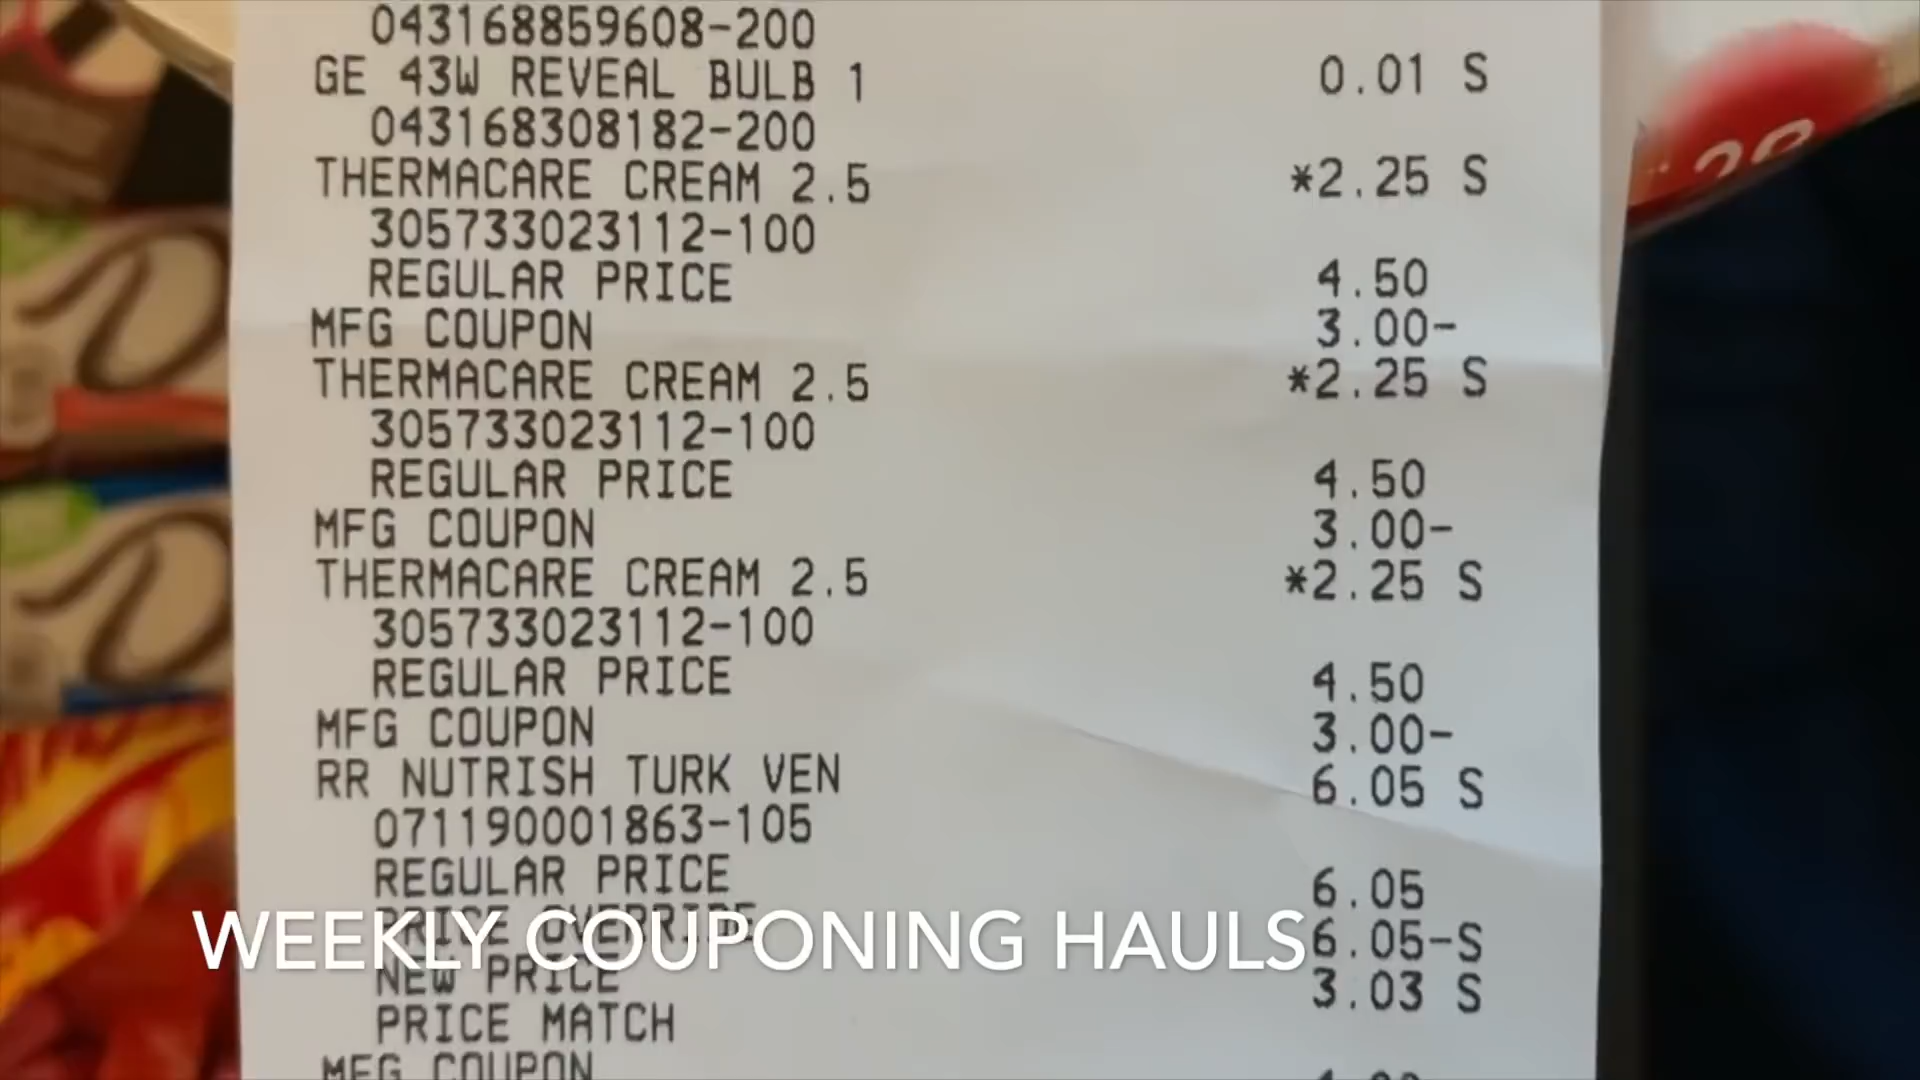 043168859608-200
GE 43W REVEAL BULB 1 0.01 S
043168308182-200
THERMACARE CREAM 2.5 *2.25 S
305733023112-100
REGULAR PRICE 4.50
MFG COUPON 3.00-
THERMACARE CREAM 2.5 *2.25 S
305733023112-100
REGULAR PRICE 4.50
MFG COUPON 3.00-
THERMACARE CREAM 2.5 *2.25 S
305733023112-100
REGULAR PRICE 4.50
MFG COUPON 3.00-
RR NUTRISH TURK VEN 6.05 S
071190001863-105
REGULAR PRICE 6.05
PRICE OVERRIDE 6.05-S
WEEKLY COUPONING HAULS
NEW PRICE 3.03 S
PRICE MATCH
MFG COUPON